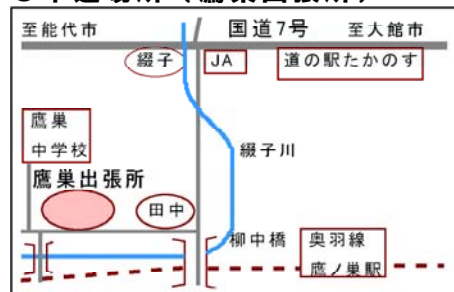 至能代市 国道7号 至大館市
綴子 JA 道の駅たかのす
鷹巣
中学校
綴子川
鷹巣出張所
田中
柳中橋 奥羽線
鷹ノ巣駅